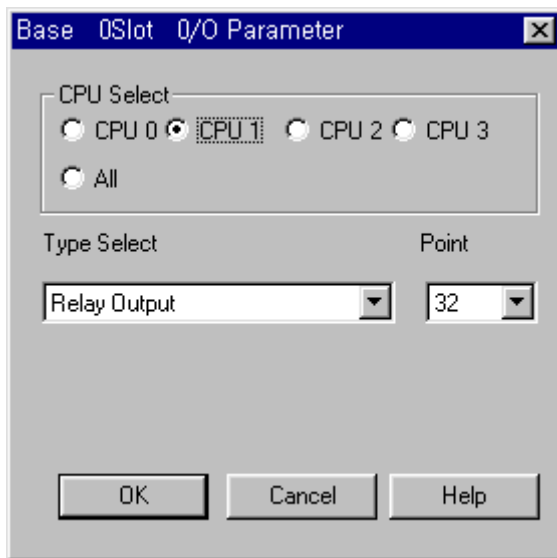 Base 0Slot 0/O Parameter
CPU Select
CPU 0 CPU 1 CPU 2 CPU 3
All
Type Select Point
Relay Output 32
OK Cancel Help